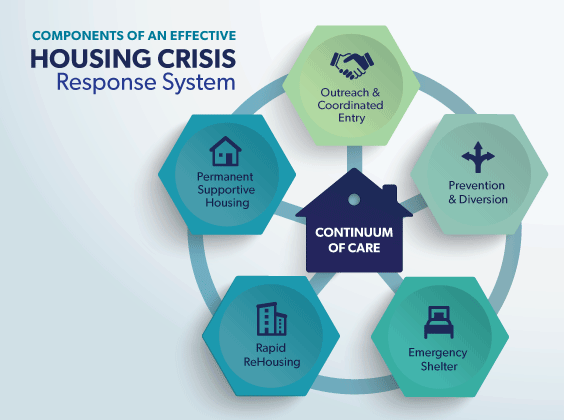 COMPONENTS OF AN EFFECTIVE
HOUSING CRISIS
Response System
Outreach &
Coordinated
Entry
Permanent
Supportive
Housing
Prevention
& Diversion
CONTINUUM
OF CARE
Rapid
ReHousing
Emergency
Shelter